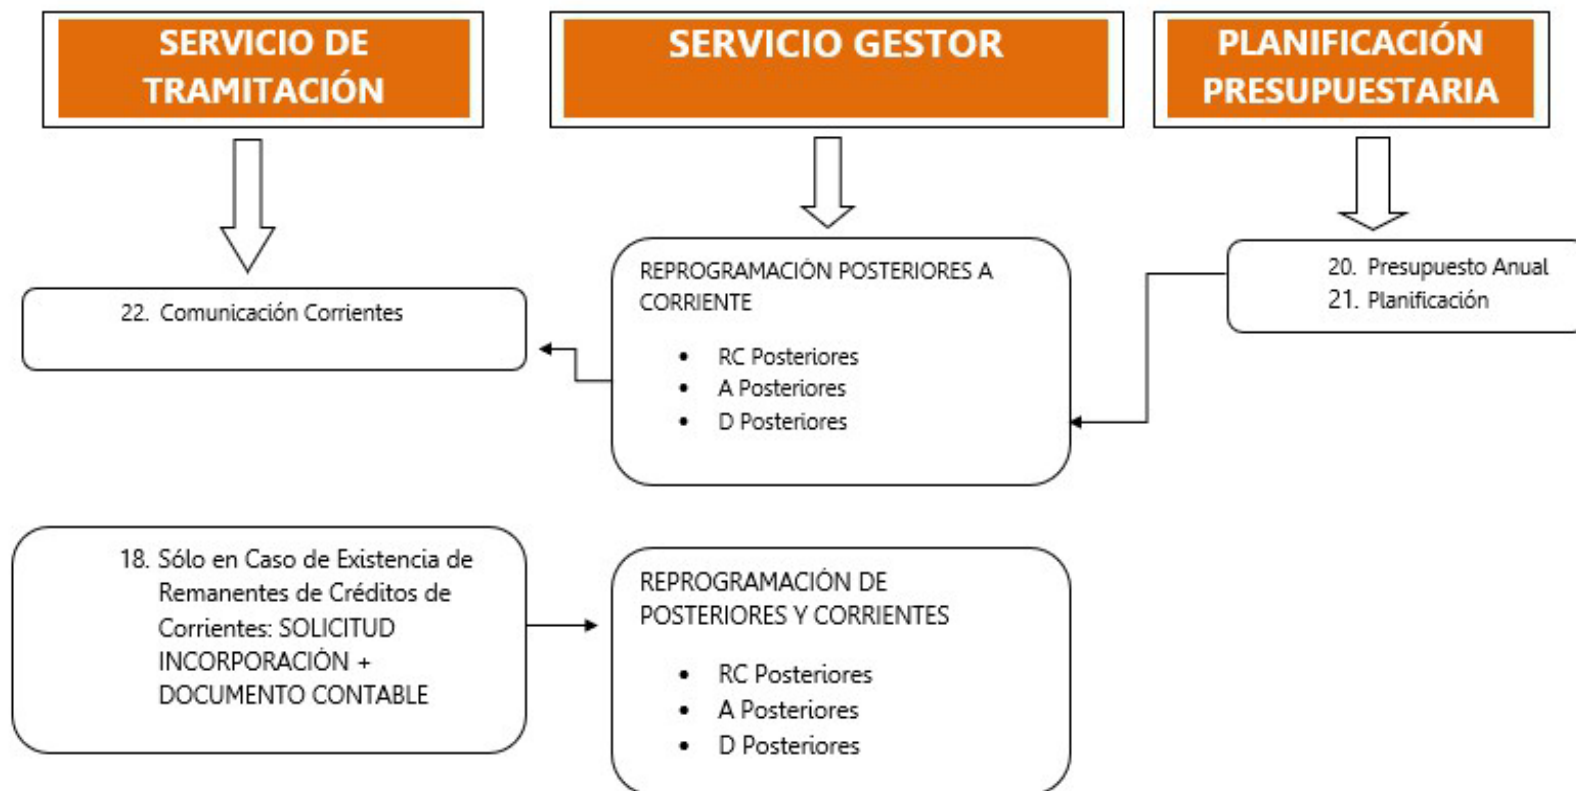 SERVICIO DE
TRAMITACIÓN
SERVICIO GESTOR
PLANIFICACIÓN
PRESUPUESTARIA
22. Comunicación Corrientes
REPROGRAMACIÓN POSTERIORES A
CORRIENTE
• RC Posteriores
• A Posteriores
• D Posteriores
20. Presupuesto Anual
21. Planificación
18. Sólo en Caso de Existencia de
Remanentes de Créditos de
Corrientes: SOLICITUD
INCORPORACIÓN +
DOCUMENTO CONTABLE
REPROGRAMACIÓN DE
POSTERIORES Y CORRIENTES
• RC Posteriores
• A Posteriores
• D Posteriores